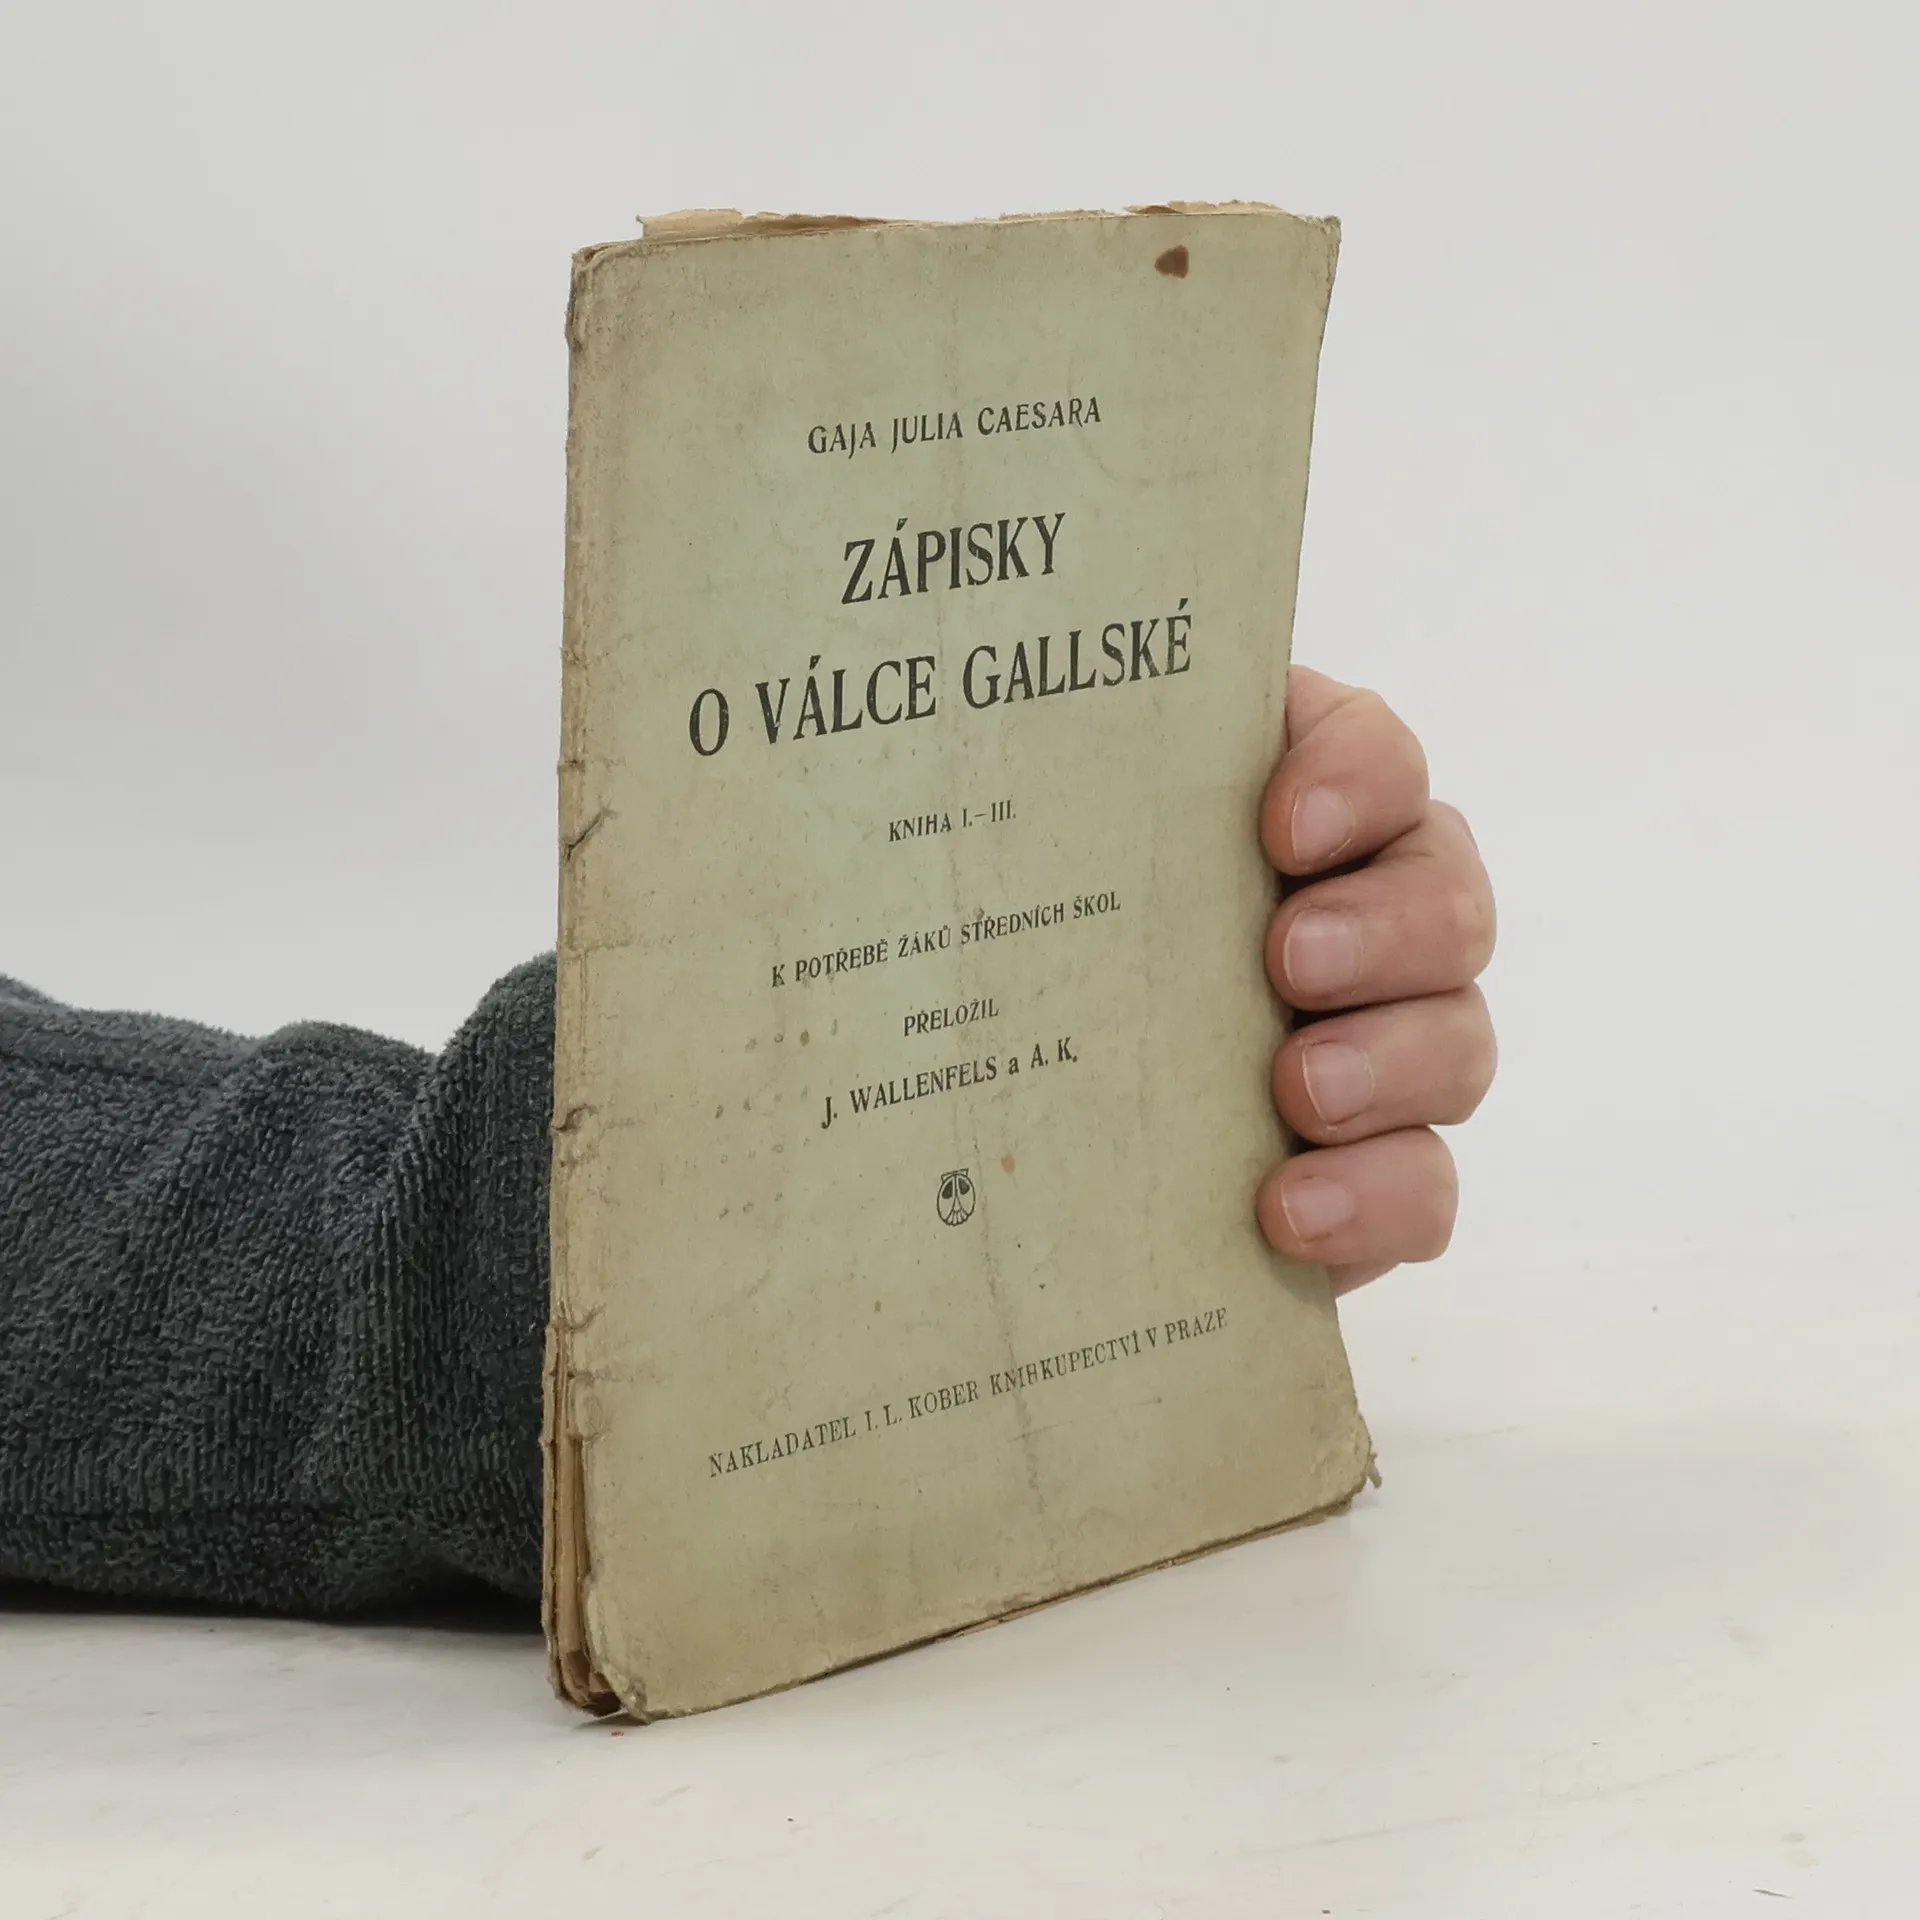 GAJA JULIA CAESARA
ZÁPISKY
O VÁLCE GALLSKÉ
KNIHA I.–III.
K POTŘEBĚ ŽÁKŮ STŘEDNÍCH ŠKOL
PŘELOŽIL
J. WALLENFELS a A. K.
NAKLADATEL I. L. KOBER KNIHKUPECTVÍ V PRAZE